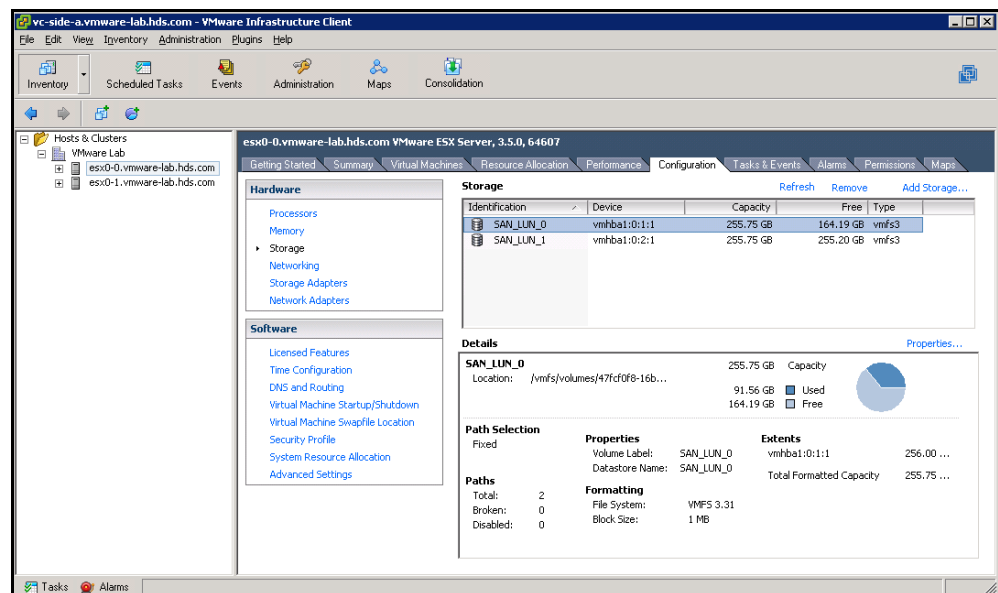 vc-side-a.vmware-lab.hds.com - VMware Infrastructure Client
File Edit View Inventory Administration Plugins Help
Inventory Scheduled Tasks Events Administration Maps Consolidation
Hosts & Clusters
VMware Lab
esx0-0.vmware-lab.hds.com
esx0-1.vmware-lab.hds.com
esx0-0.vmware-lab.hds.com VMware ESX Server, 3.5.0, 64607
Getting Started Summary Virtual Machines Resource Allocation Performance Configuration Tasks & Events Alarms Permissions Maps
Hardware
Processors
Memory
Storage
Networking
Storage Adapters
Network Adapters
Software
Licensed Features
Time Configuration
DNS and Routing
Virtual Machine Startup/Shutdown
Virtual Machine Swapfile Location
Security Profile
System Resource Allocation
Advanced Settings
Storage Refresh Remove Add Storage...
Identification Device Capacity Free Type
SAN_LUN_0 vmhba1:0:1:1 255.75 GB 164.19 GB vmfs3
SAN_LUN_1 vmhba1:0:2:1 255.75 GB 255.20 GB vmfs3
Details Properties...
SAN_LUN_0 255.75 GB Capacity
Location: /vmfs/volumes/47fcf0f8-16b...
91.56 GB Used
164.19 GB Free
Path Selection
Fixed
Paths
Total: 2
Broken: 0
Disabled: 0
Properties
Volume Label: SAN_LUN_0
Datastore Name: SAN_LUN_0
Formatting
File System: VMFS 3.31
Block Size: 1 MB
Extents
vmhba1:0:1:1 256.00 ...
Total Formatted Capacity 255.75 ...
Tasks Alarms